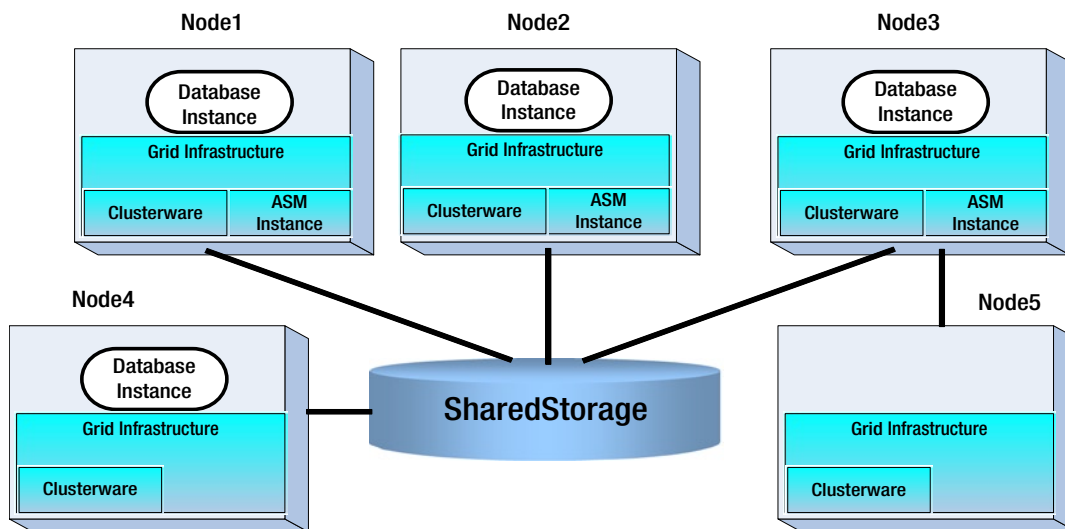 Node1
Node2
Node3
Database
Instance
Grid Infrastructure
Clusterware
ASM
Instance
Database
Instance
Grid Infrastructure
Clusterware
ASM
Instance
Database
Instance
Grid Infrastructure
Clusterware
ASM
Instance
Node4
Node5
Database
Instance
Grid Infrastructure
Clusterware
SharedStorage
Grid Infrastructure
Clusterware